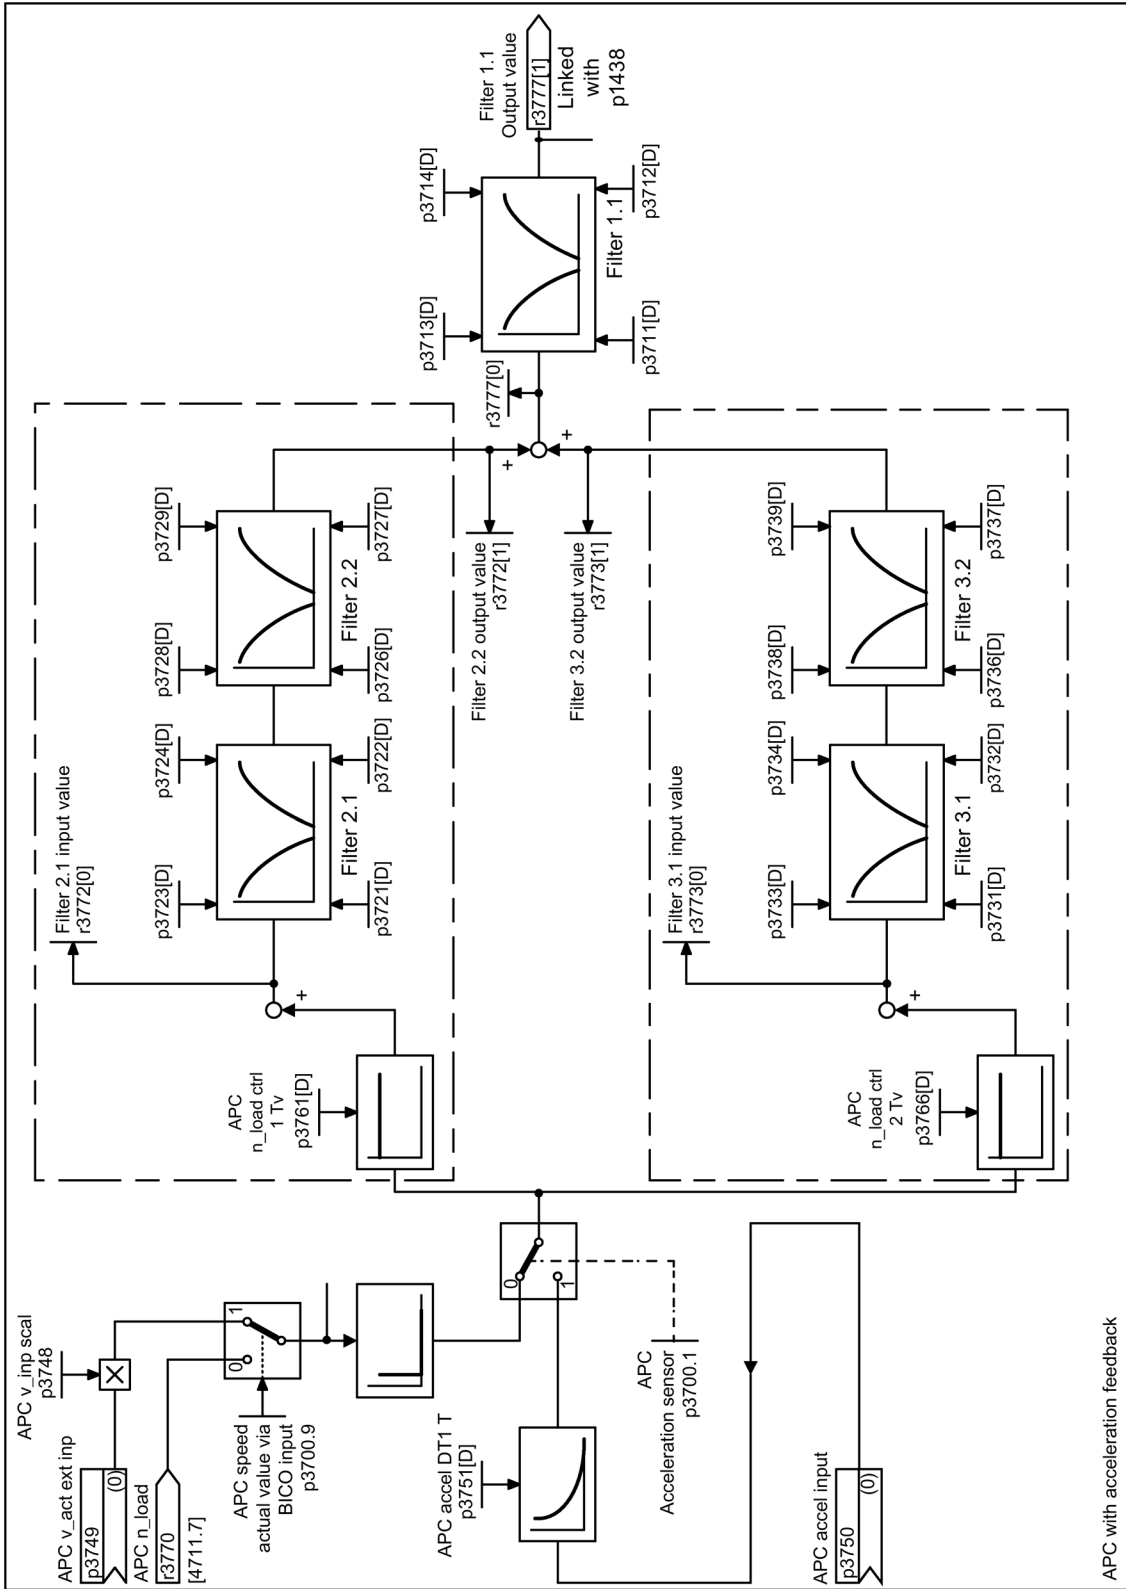 APC v_act ext inp
p3749
(0)
APC v_inp scal
p3748
APC n_load
r3770
[4711.7]
0
1
APC speed
actual value via
BICO input
p3700.9
APC accel DT1 T
p3751[D]
APC accel input
p3750
(0)
0
1
APC
Acceleration sensor
p3700.1
APC
n_load ctrl
1 Tv
p3761[D]
+
Filter 2.1 input value
r3772[0]
p3723[D]
p3724[D]
p3721[D]
p3722[D]
Filter 2.1
p3728[D]
p3729[D]
p3726[D]
p3727[D]
Filter 2.2
Filter 2.2 output value
r3772[1]
+
APC
n_load ctrl
2 Tv
p3766[D]
+
Filter 3.1 input value
r3773[0]
p3733[D]
p3734[D]
p3731[D]
p3732[D]
Filter 3.1
p3738[D]
p3739[D]
p3736[D]
p3737[D]
Filter 3.2
Filter 3.2 output value
r3773[1]
+
r3777[0]
p3713[D]
p3714[D]
p3711[D]
p3712[D]
Filter 1.1
Filter 1.1
Output value
r3777[1]
Linked
with
p1438
APC with acceleration feedback